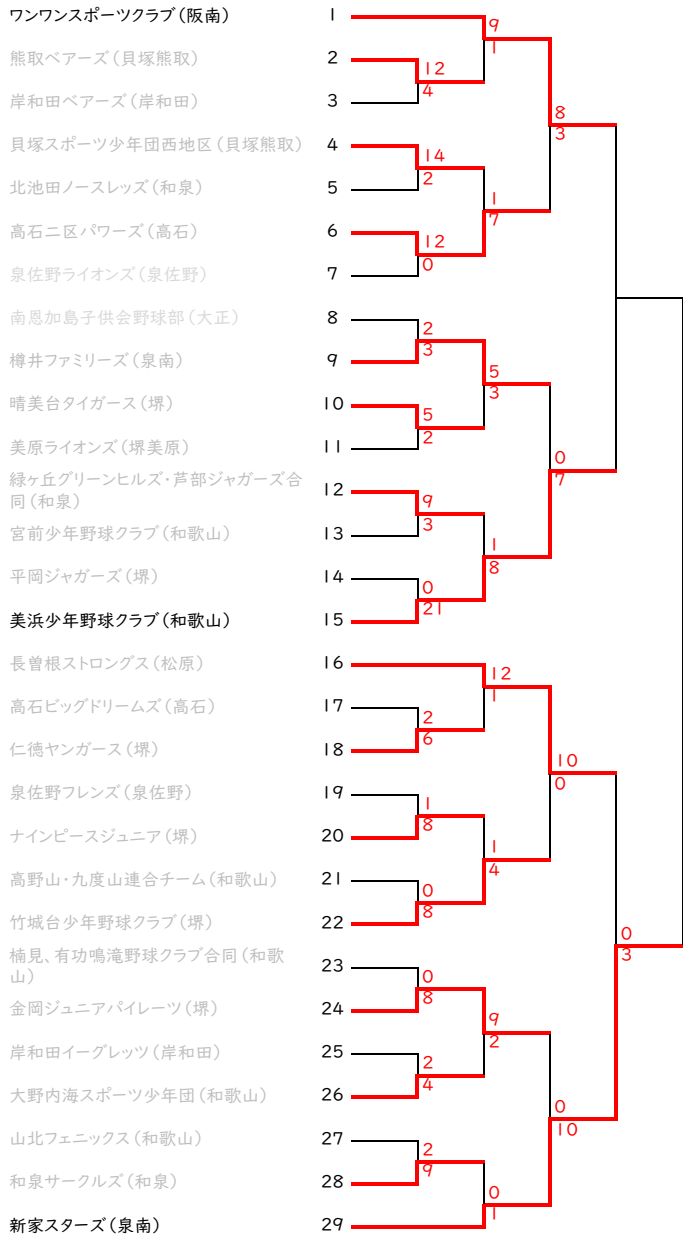 ワンワンスポーツクラブ(阪南) 1
9
1
熊取ベアーズ(貝塚熊取) 2
12
4
岸和田ベアーズ(岸和田) 3
8
3
貝塚スポーツ少年団西地区(貝塚熊取) 4
14
2
北池田ノースレッズ(和泉) 5
1
7
高石二区パワーズ(高石) 6
12
0
泉佐野ライオンズ(泉佐野) 7
南恩加島子供会野球部(大正) 8
2
3
樽井ファミリーズ(泉南) 9
5
3
晴美台タイガース(堺) 10
5
2
美原ライオンズ(堺美原) 11
0
7
緑ヶ丘グリーンヒルズ・芦部ジャガーズ合
同(和泉) 12
9
3
宮前少年野球クラブ(和歌山) 13
1
8
平岡ジャガーズ(堺) 14
0
21
美浜少年野球クラブ(和歌山) 15
長曽根ストロングス(松原) 16
12
1
高石ビッグドリームズ(高石) 17
2
6
仁徳ヤンガース(堺) 18
10
0
泉佐野フレンズ(泉佐野) 19
1
8
ナインピースジュニア(堺) 20
1
4
高野山・九度山連合チーム(和歌山) 21
0
8
竹城台少年野球クラブ(堺) 22
0
3
楠見、有功鳴滝野球クラブ合同(和歌
山) 23
0
8
金岡ジュニアパイレーツ(堺) 24
9
2
岸和田イーグレッツ(岸和田) 25
2
4
大野内海スポーツ少年団(和歌山) 26
0
10
山北フェニックス(和歌山) 27
2
9
和泉サークルズ(和泉) 28
0
1
新家スターズ(泉南) 29